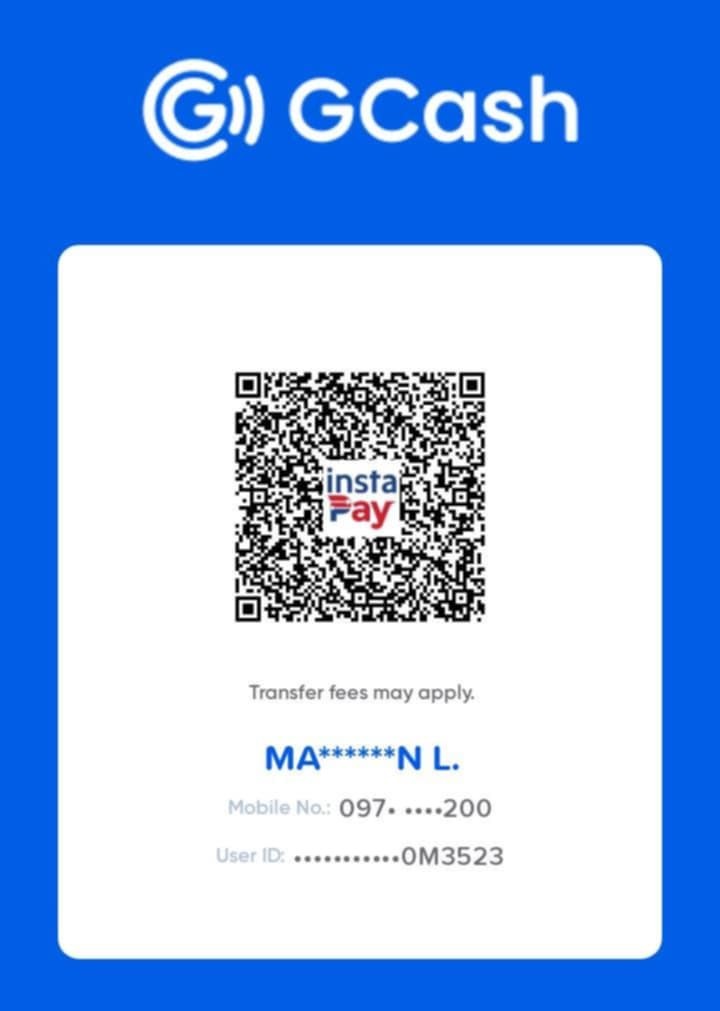 GCash
insta
Pay
Transfer fees may apply.
MA******N L.
Mobile No.: 097• ••••200
User ID: •••••••••••0M3523